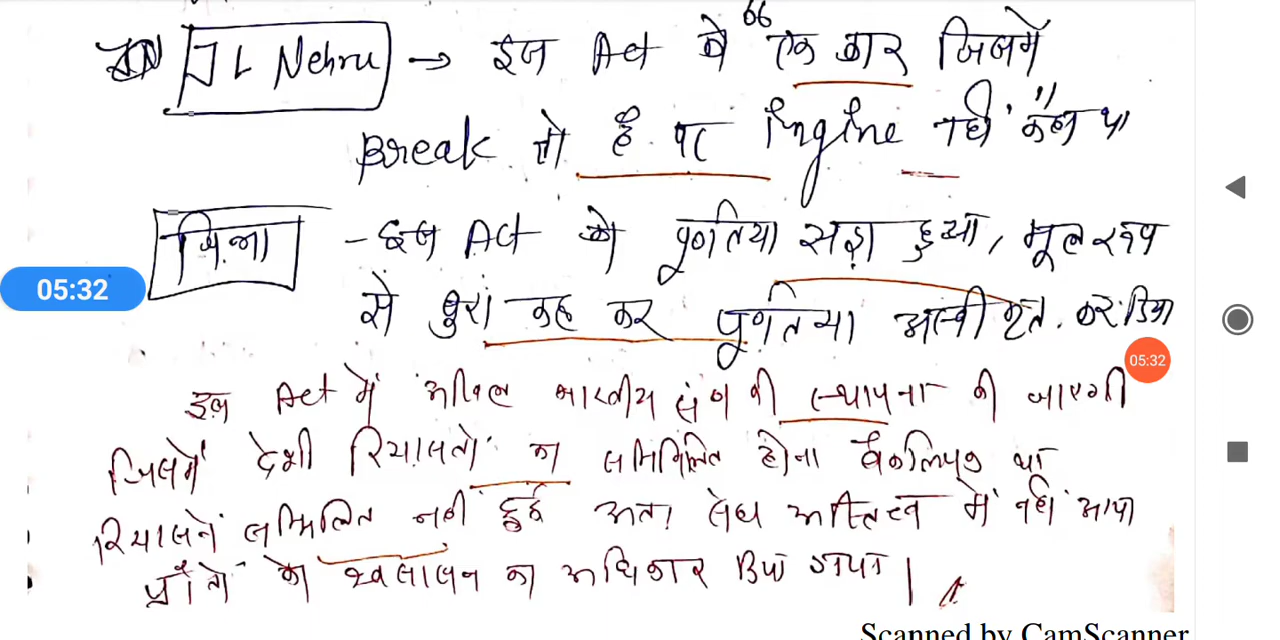 J L Nehru → इस Act को “एक कार जिसमें
Break तो है पर Engine नहीं” कहा था
जिन्ना – इस Act को पूर्णतया सड़ा हुआ, मूल रूप
से बुरा कह कर पूर्णतया अस्वीकृत कर दिया
05:32
05:32
इस Act में अखिल भारतीय संघ की स्थापना की जाएगी
जिसमें देशी रियासतों का सम्मिलित होना वैकल्पिक था
रियासतें सम्मिलित नहीं हुई अतः संघ अस्तित्व में नहीं आया
प्रांतो को स्वशासन का अधिकार दिया गया।
Scanned by CamScanner